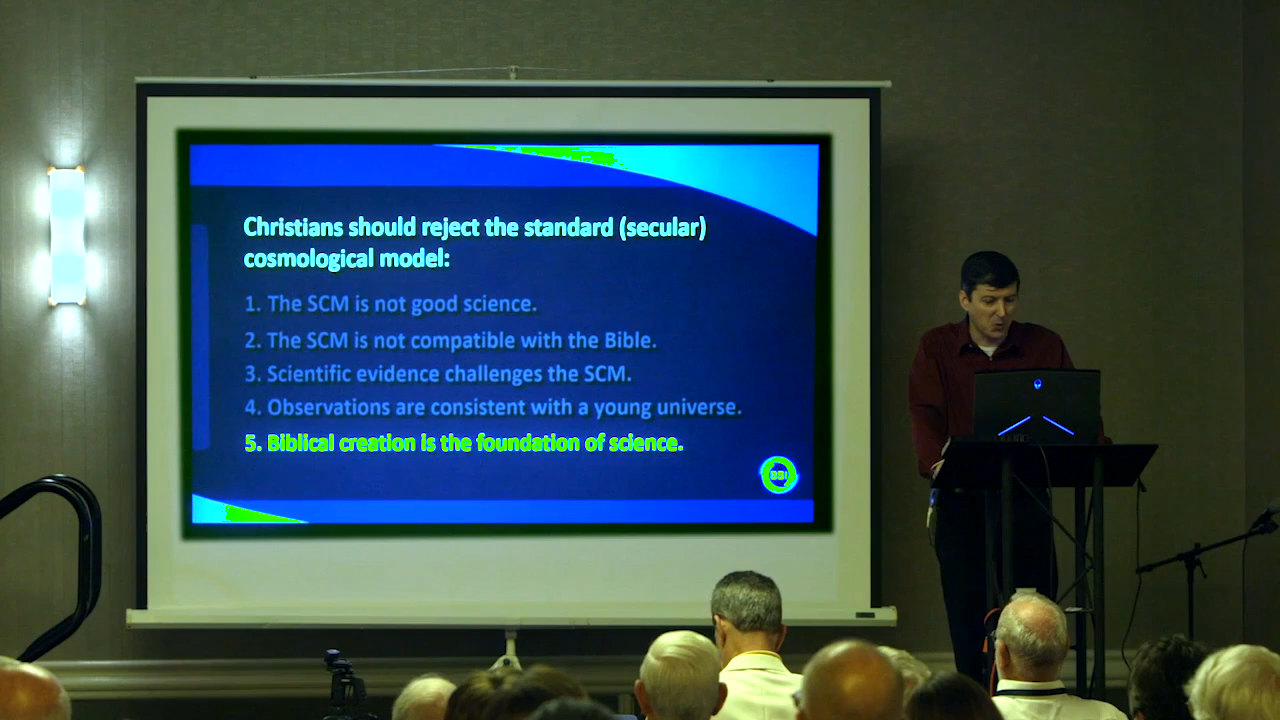 Christians should reject the standard (secular)
cosmological model:
1. The SCM is not good science.
2. The SCM is not compatible with the Bible.
3. Scientific evidence challenges the SCM.
4. Observations are consistent with a young universe.
5. Biblical creation is the foundation of science.
BSI